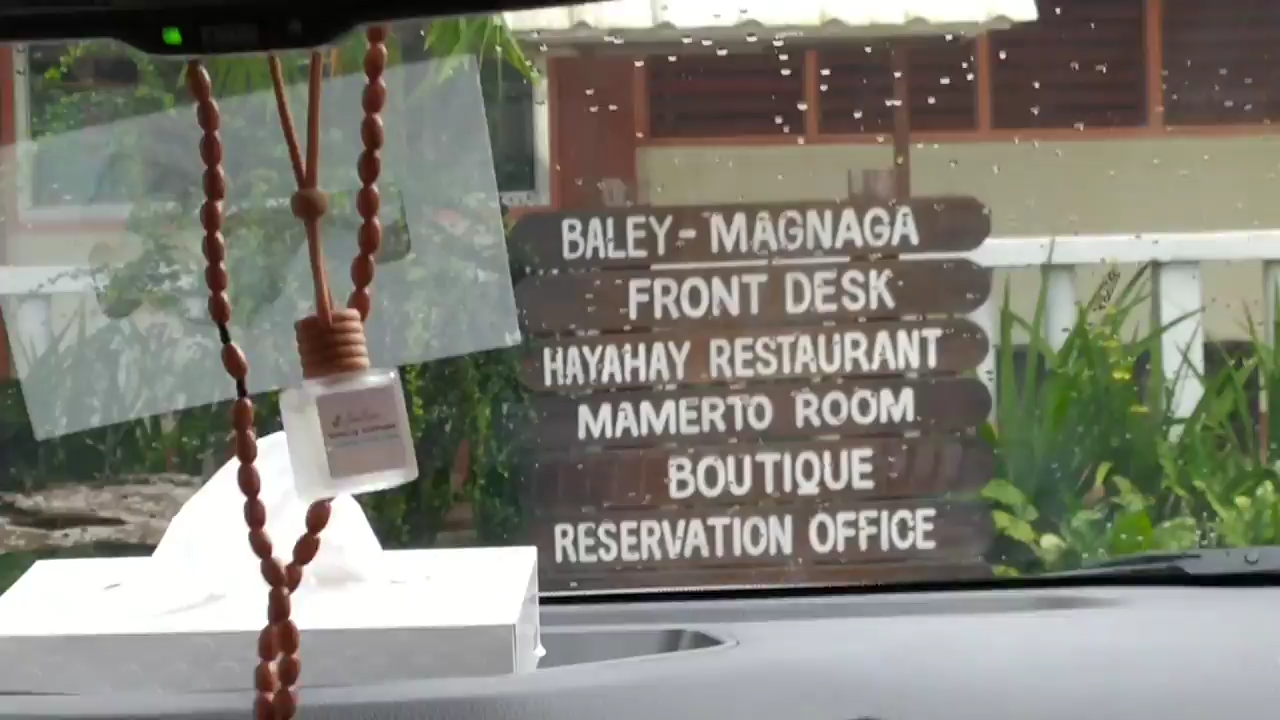 BALEY-MAGNAGA
FRONT DESK
HAYAHAY RESTAURANT
MAMERTO ROOM
BOUTIQUE
RESERVATION OFFICE